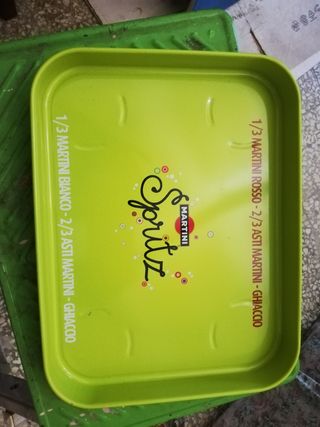 1/3 MARTINI ROSSO - 2/3 ASTI MARTINI - GHIACCIO
MARTINI
Spritz
1/3 MARTINI BIANCO - 2/3 ASTI MARTINI - GHIACCIO